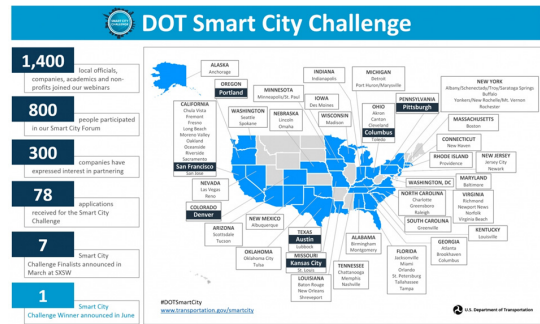 SMART CITY CHALLENGE
DOT Smart City Challenge
1,400
local officials,
companies, academics and non-
profits joined our webinars
800
people participated
in our Smart City Forum
300
companies have
expressed interest in partnering
78
applications
received for the Smart City
Challenge
7
Smart City
Challenge Finalists announced in
March at SXSW
1
Smart City
Challenge Winner announced in June
ALASKA
Anchorage
OREGON
Portland
CALIFORNIA
Chula Vista
Fremont
Fresno
Long Beach
Moreno Valley
Oakland
Oceanside
Riverside
Sacramento
San Francisco
San Jose
NEVADA
Las Vegas
Reno
COLORADO
Denver
ARIZONA
Scottsdale
Tucson
WASHINGTON
Seattle
Spokane
MINNESOTA
Minneapolis/St. Paul
NEBRASKA
Lincoln
Omaha
INDIANA
Indianapolis
IOWA
Des Moines
WISCONSIN
Madison
MICHIGAN
Detroit
Port Huron/Marysville
OHIO
Akron
Canton
Cleveland
Columbus
Toledo
PENNSYLVANIA
Pittsburgh
NEW YORK
Albany/Schenectady/Troy/Saratoga Springs
Buffalo
Yonkers/New Rochelle/Mt. Vernon
Rochester
MASSACHUSETTS
Boston
CONNECTICUT
New Haven
RHODE ISLAND
Providence
NEW JERSEY
Jersey City
Newark
WASHINGTON, DC
MARYLAND
Baltimore
NORTH CAROLINA
Charlotte
Greensboro
Raleigh
VIRGINIA
Richmond
Newport News
Norfolk
Virginia Beach
SOUTH CAROLINA
Greenville
KENTUCKY
Louisville
GEORGIA
Atlanta
Brookhaven
Columbus
FLORIDA
Jacksonville
Miami
Orlando
St. Petersburg
Tallahassee
Tampa
ALABAMA
Birmingham
Montgomery
TENNESSEE
Chattanooga
Memphis
Nashville
NEW MEXICO
Albuquerque
OKLAHOMA
Oklahoma City
Tulsa
TEXAS
Austin
Lubbock
MISSOURI
Kansas City
St. Louis
LOUISIANA
Baton Rouge
New Orleans
Shreveport
#DOTSmartCity
www.transportation.gov/smartcity
U.S. Department of Transportation